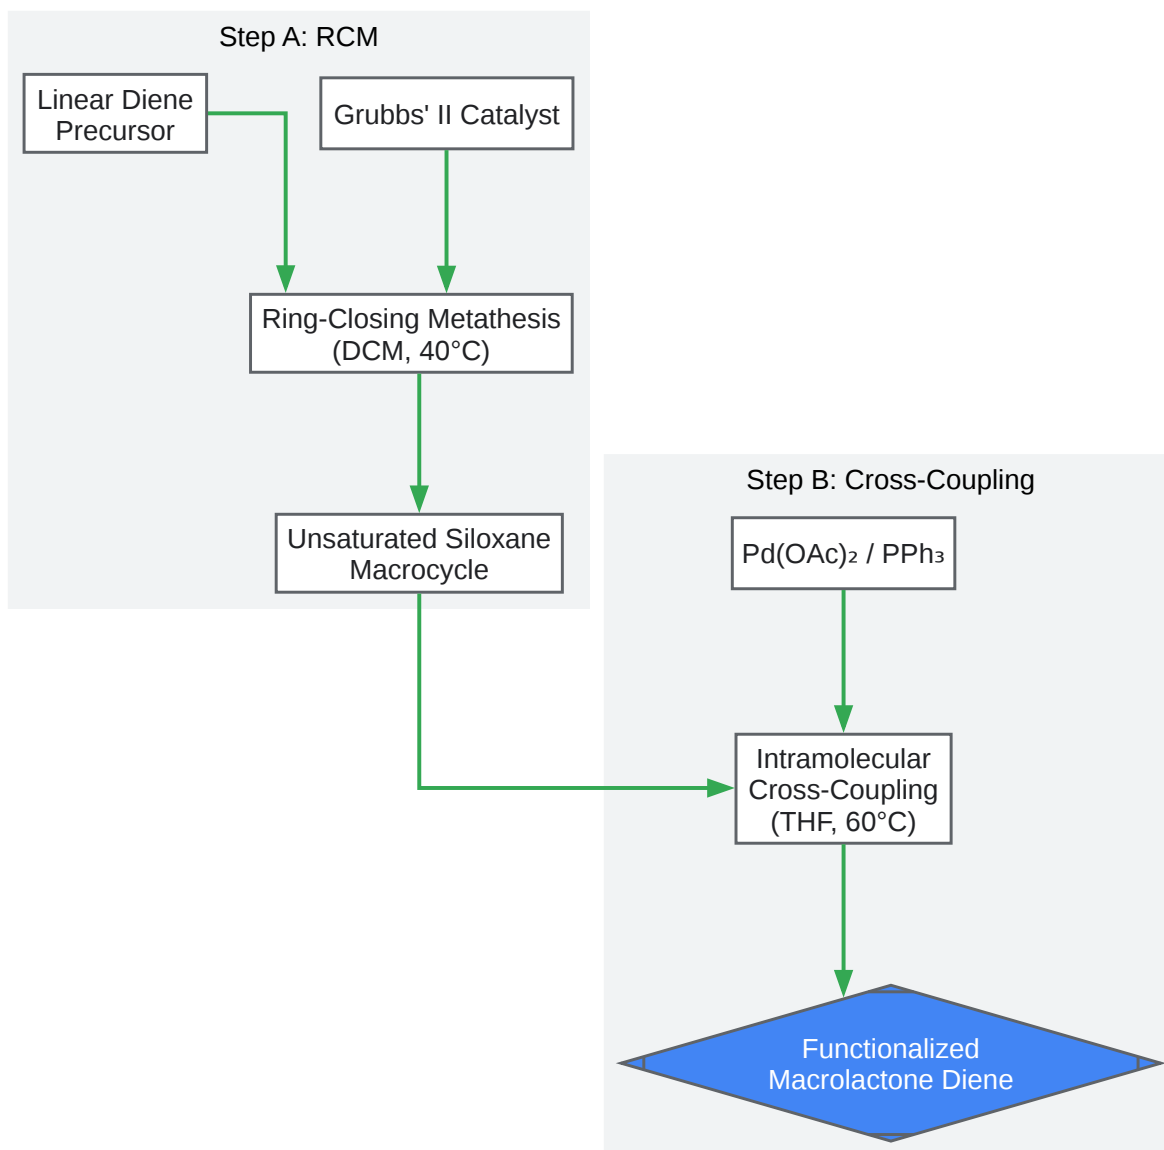 Step A: RCM
Linear Diene
Precursor
Grubbs' II Catalyst
Ring-Closing Metathesis
(DCM, 40°C)
Unsaturated Siloxane
Macrocycle
Step B: Cross-Coupling
Pd(OAc)₂ / PPh₃
Intramolecular
Cross-Coupling
(THF, 60°C)
Functionalized
Macrolactone Diene